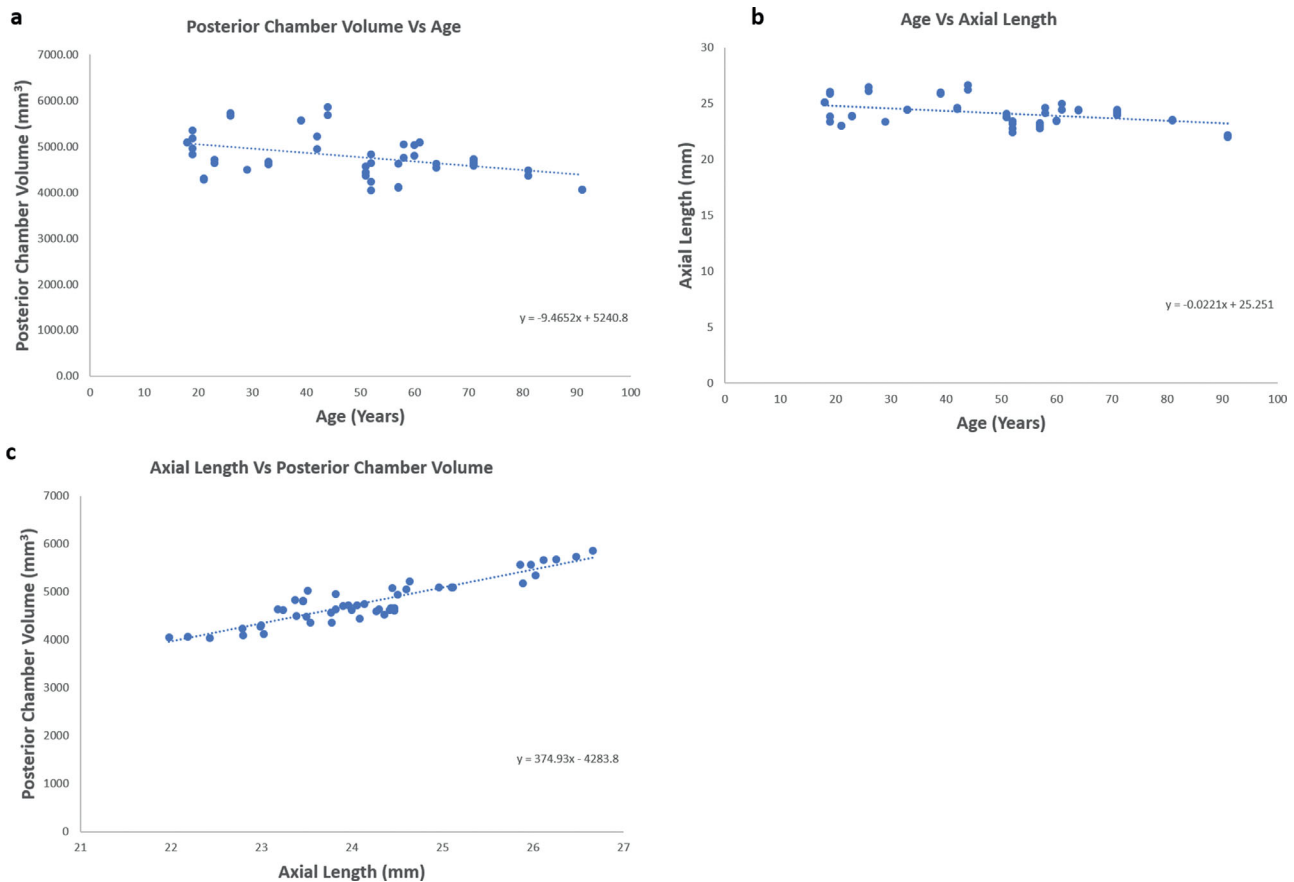 a
Posterior Chamber Volume Vs Age
7000.00
6000.00
5000.00
4000.00
3000.00
2000.00
1000.00
0.00
Posterior Chamber Volume (mm³)
y = -9.4652x + 5240.8
0 10 20 30 40 50 60 70 80 90 100
Age (Years)
b
Age Vs Axial Length
30
25
20
15
10
5
0
Axial Length (mm)
y = -0.0221x + 25.251
0 10 20 30 40 50 60 70 80 90 100
Age (Years)
c
Axial Length Vs Posterior Chamber Volume
7000
6000
5000
4000
3000
2000
1000
0
Posterior Chamber Volume (mm³)
y = 374.93x - 4283.8
21 22 23 24 25 26 27
Axial Length (mm)